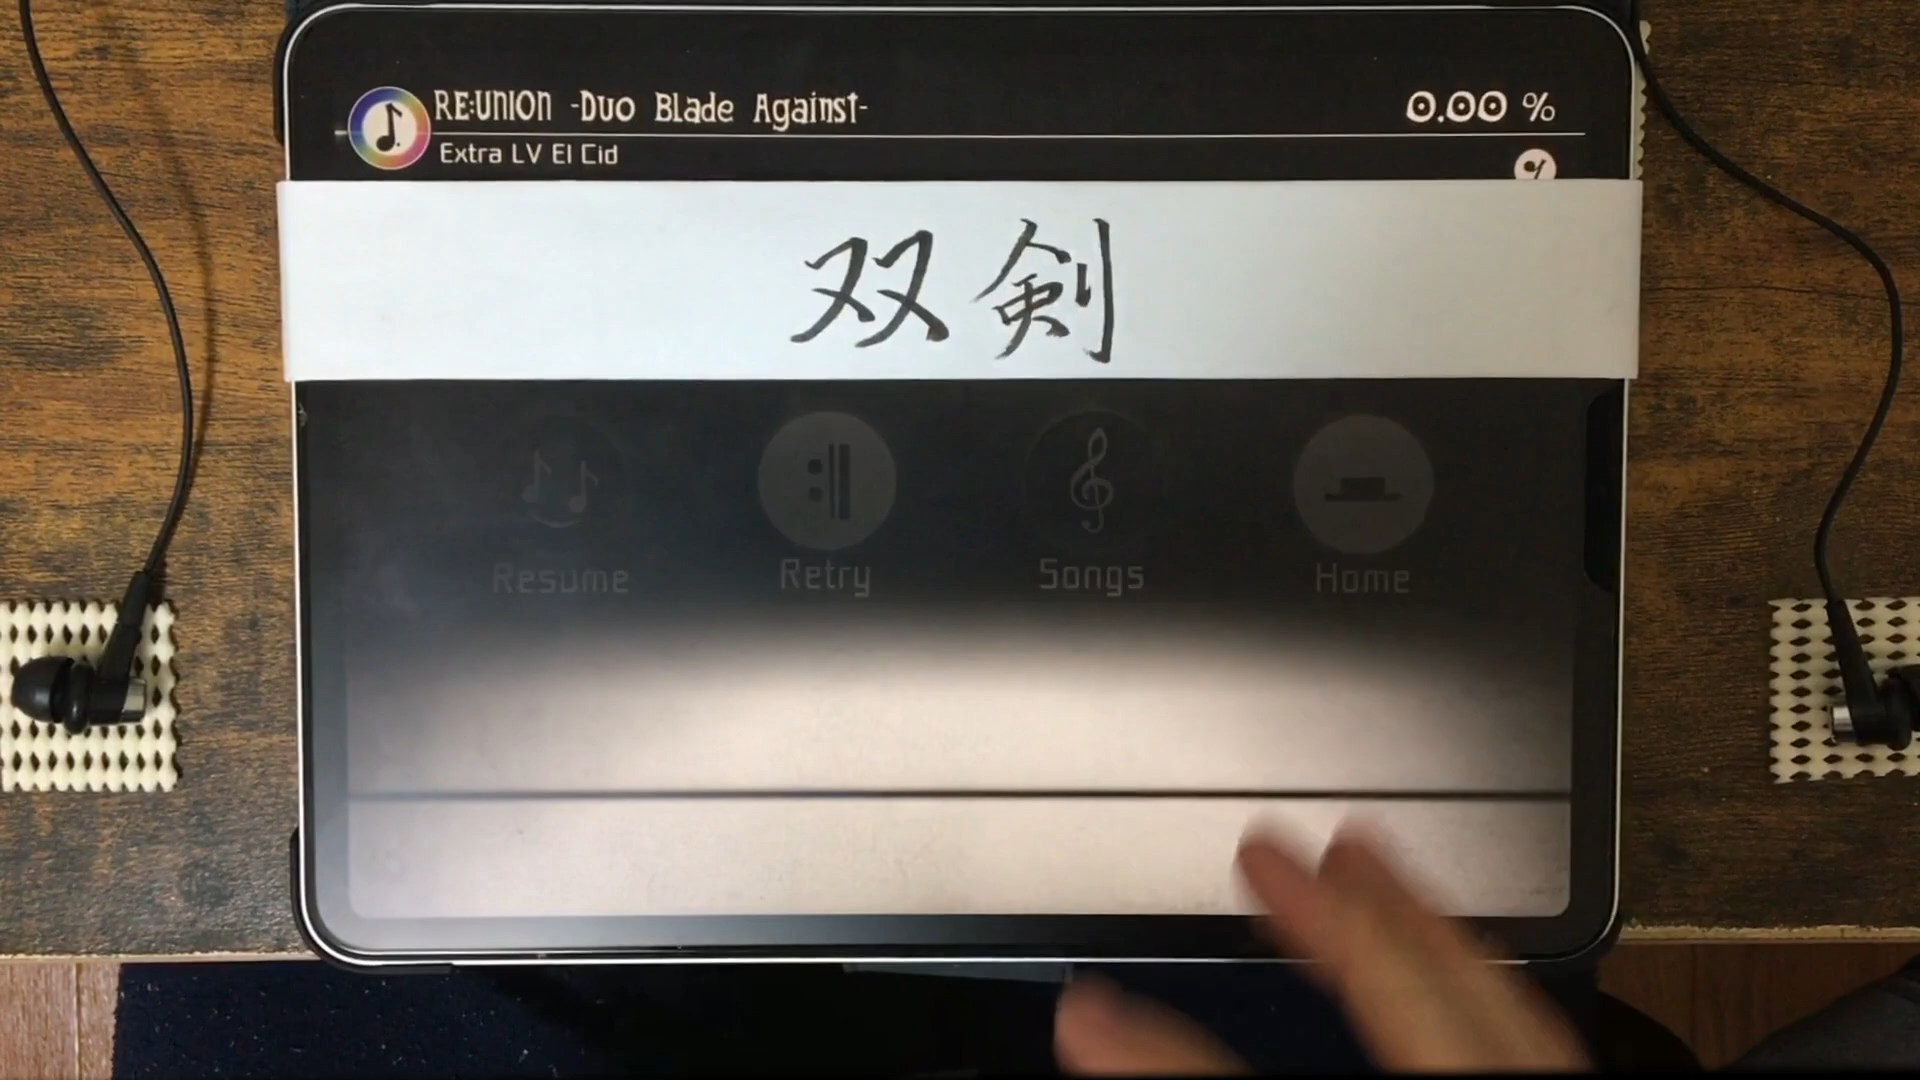 RE:UNION -Duo Blade Against-
0.00 %
Extra LV El Cid
双剣
Resume
Retry
Songs
Home